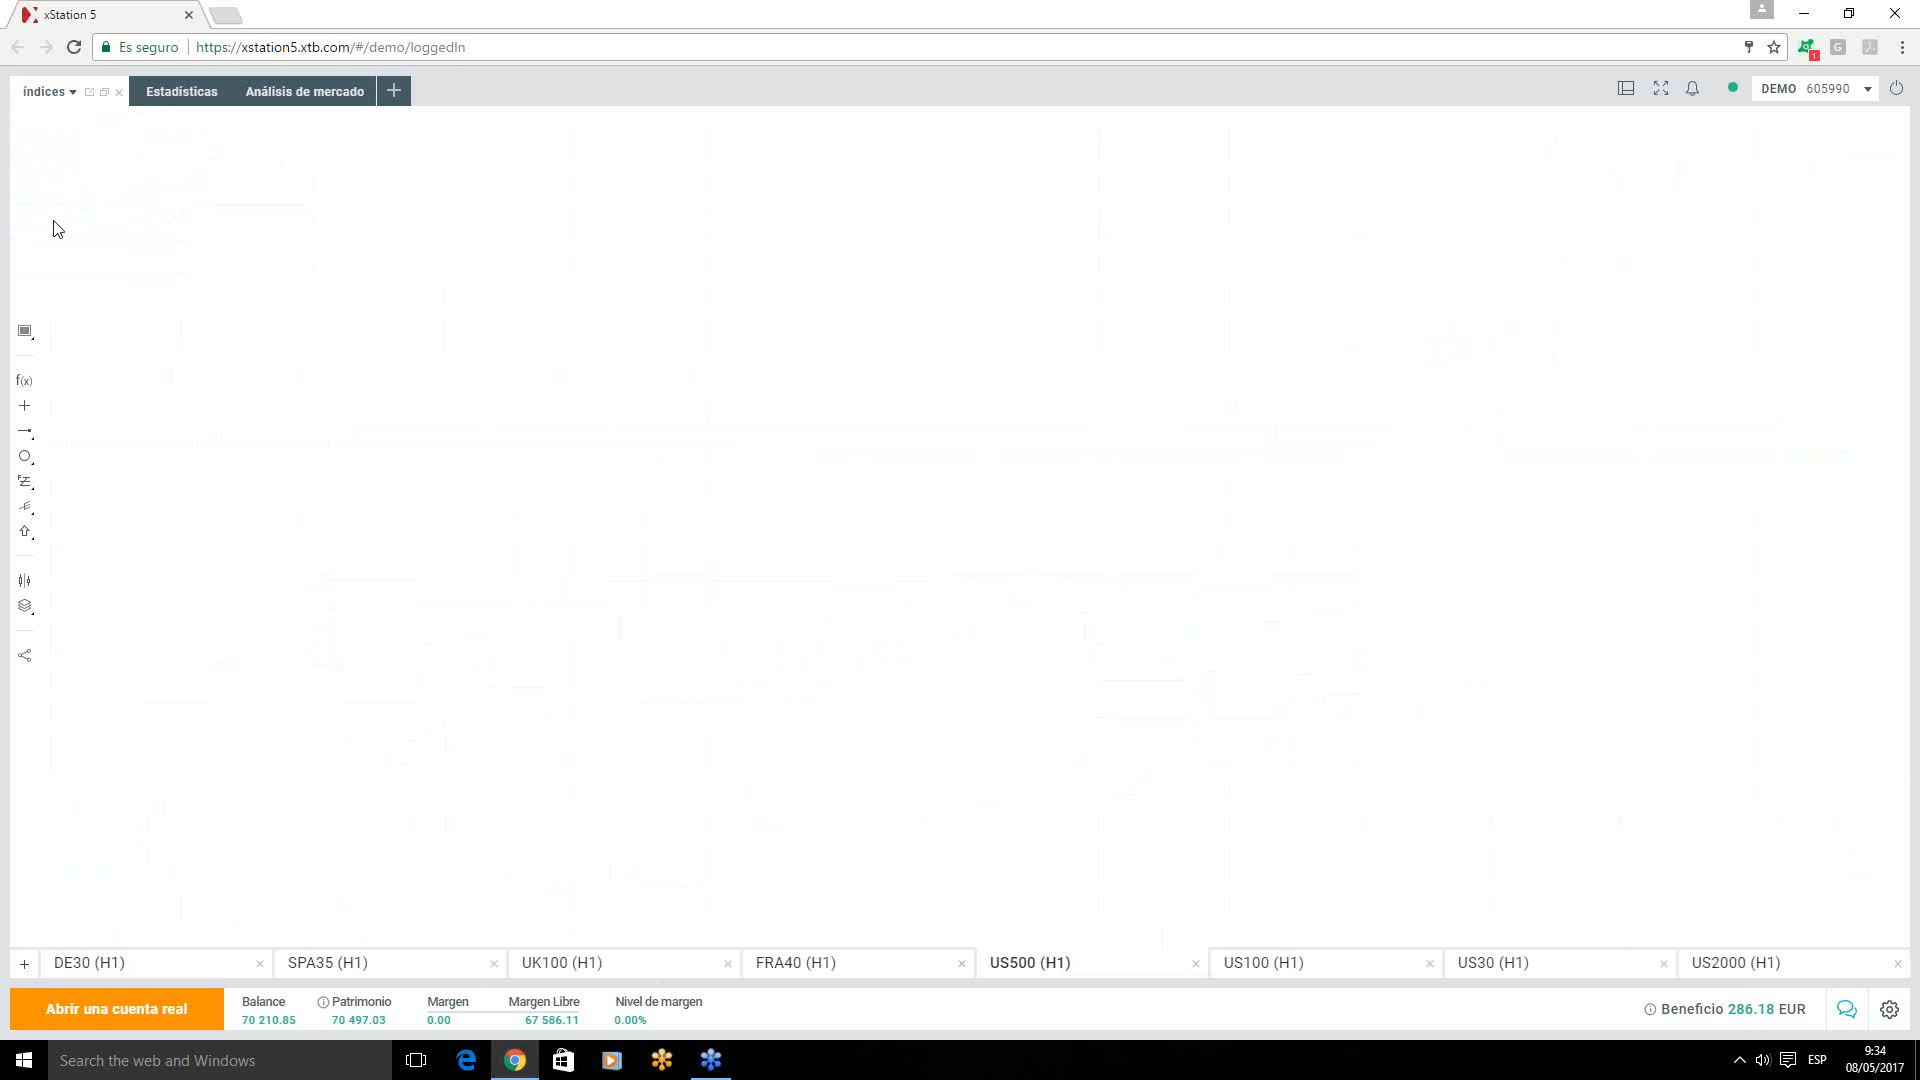 xStation 5
Es seguro
https://xstation5.xtb.com/#/demo/loggedIn
1
G
índices
Estadísticas
Análisis de mercado
DEMO 605990
f(x)
DE30 (H1)
SPA35 (H1)
UK100 (H1)
FRA40 (H1)
US500 (H1)
US100 (H1)
US30 (H1)
US2000 (H1)
Abrir una cuenta real
Balance
70 210.85
Patrimonio
70 497.03
Margen
0.00
Margen Libre
67 586.11
Nivel de margen
0.00%
Beneficio 286.18 EUR
Search the web and Windows
ESP
9:34
08/05/2017